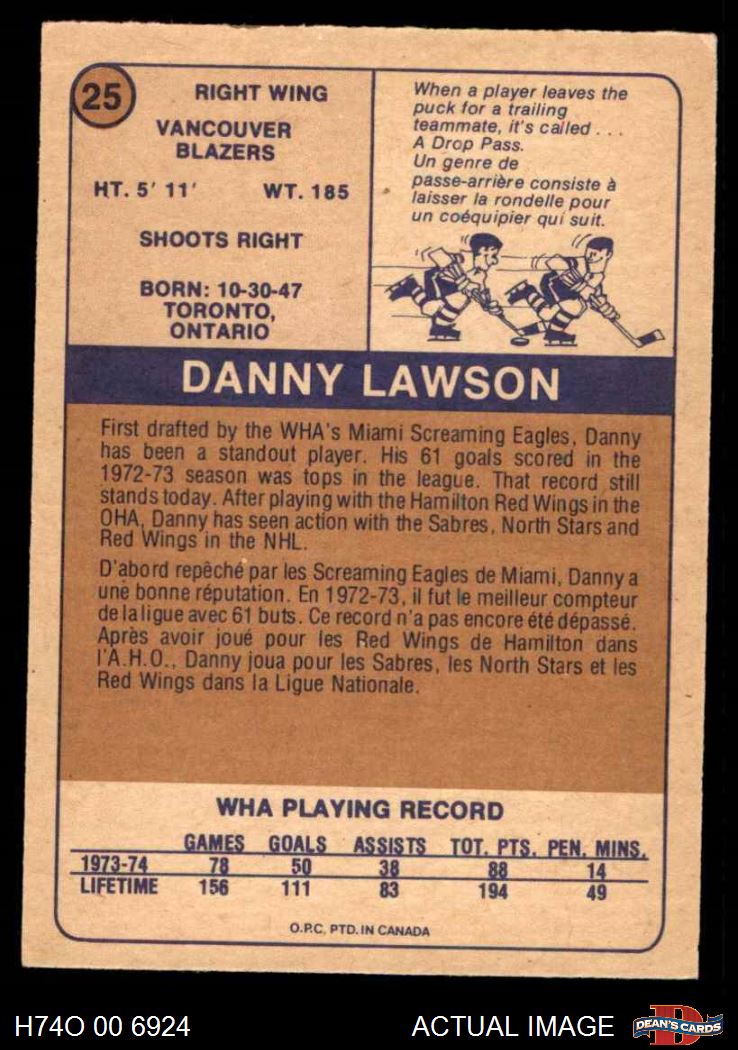 25
RIGHT WING
VANCOUVER
BLAZERS
HT. 5' 11' WT. 185
SHOOTS RIGHT
BORN: 10-30-47
TORONTO,
ONTARIO
When a player leaves the
puck for a trailing
teammate, it's called . . .
A Drop Pass.
Un genre de
passe-arrière consiste à
laisser la rondelle pour
un coéquipier qui suit.
DANNY LAWSON
First drafted by the WHA's Miami Screaming Eagles, Danny
has been a standout player. His 61 goals scored in the
1972-73 season was tops in the league. That record still
stands today. After playing with the Hamilton Red Wings in the
OHA, Danny has seen action with the Sabres, North Stars and
Red Wings in the NHL.
D'abord repêché par les Screaming Eagles de Miami, Danny a
une bonne réputation. En 1972-73, il fut le meilleur compteur
de la ligue avec 61 buts. Ce record n'a pas encore été dépassé.
Après avoir joué pour les Red Wings de Hamilton dans
l'A.H.O., Danny joua pour les Sabres, les North Stars et les
Red Wings dans la Ligue Nationale.
WHA PLAYING RECORD
GAMES GOALS ASSISTS TOT. PTS. PEN. MINS.
1973-74 78 50 38 88 14
LIFETIME 156 111 83 194 49
O.P.C. PTD. IN CANADA
H74O 00 6924 ACTUAL IMAGE DEAN'S CARDS